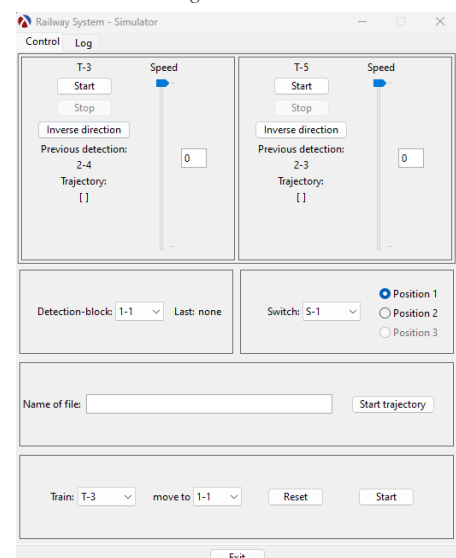 Railway System - Simulator
Control Log
T-3 Speed
Start
Stop
Inverse direction
Previous detection:
2-4
Trajectory:
[ ]
0
T-5 Speed
Start
Stop
Inverse direction
Previous detection:
2-3
Trajectory:
[ ]
0
Detection-block: 1-1 Last: none
Switch: S-1
Position 1
Position 2
Position 3
Name of file: Start trajectory
Train: T-3 move to 1-1 Reset Start
Exit